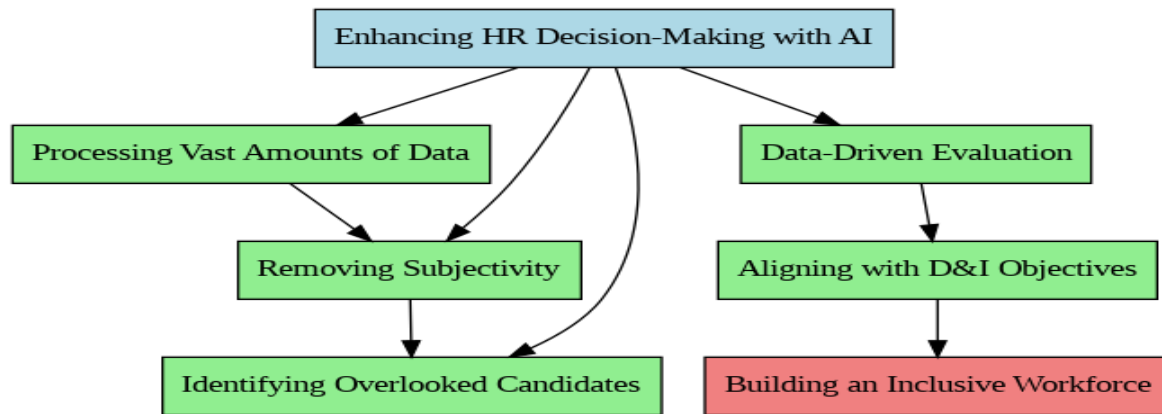 Enhancing HR Decision-Making with AI
Processing Vast Amounts of Data
Data-Driven Evaluation
Removing Subjectivity
Aligning with D&I Objectives
Identifying Overlooked Candidates
Building an Inclusive Workforce